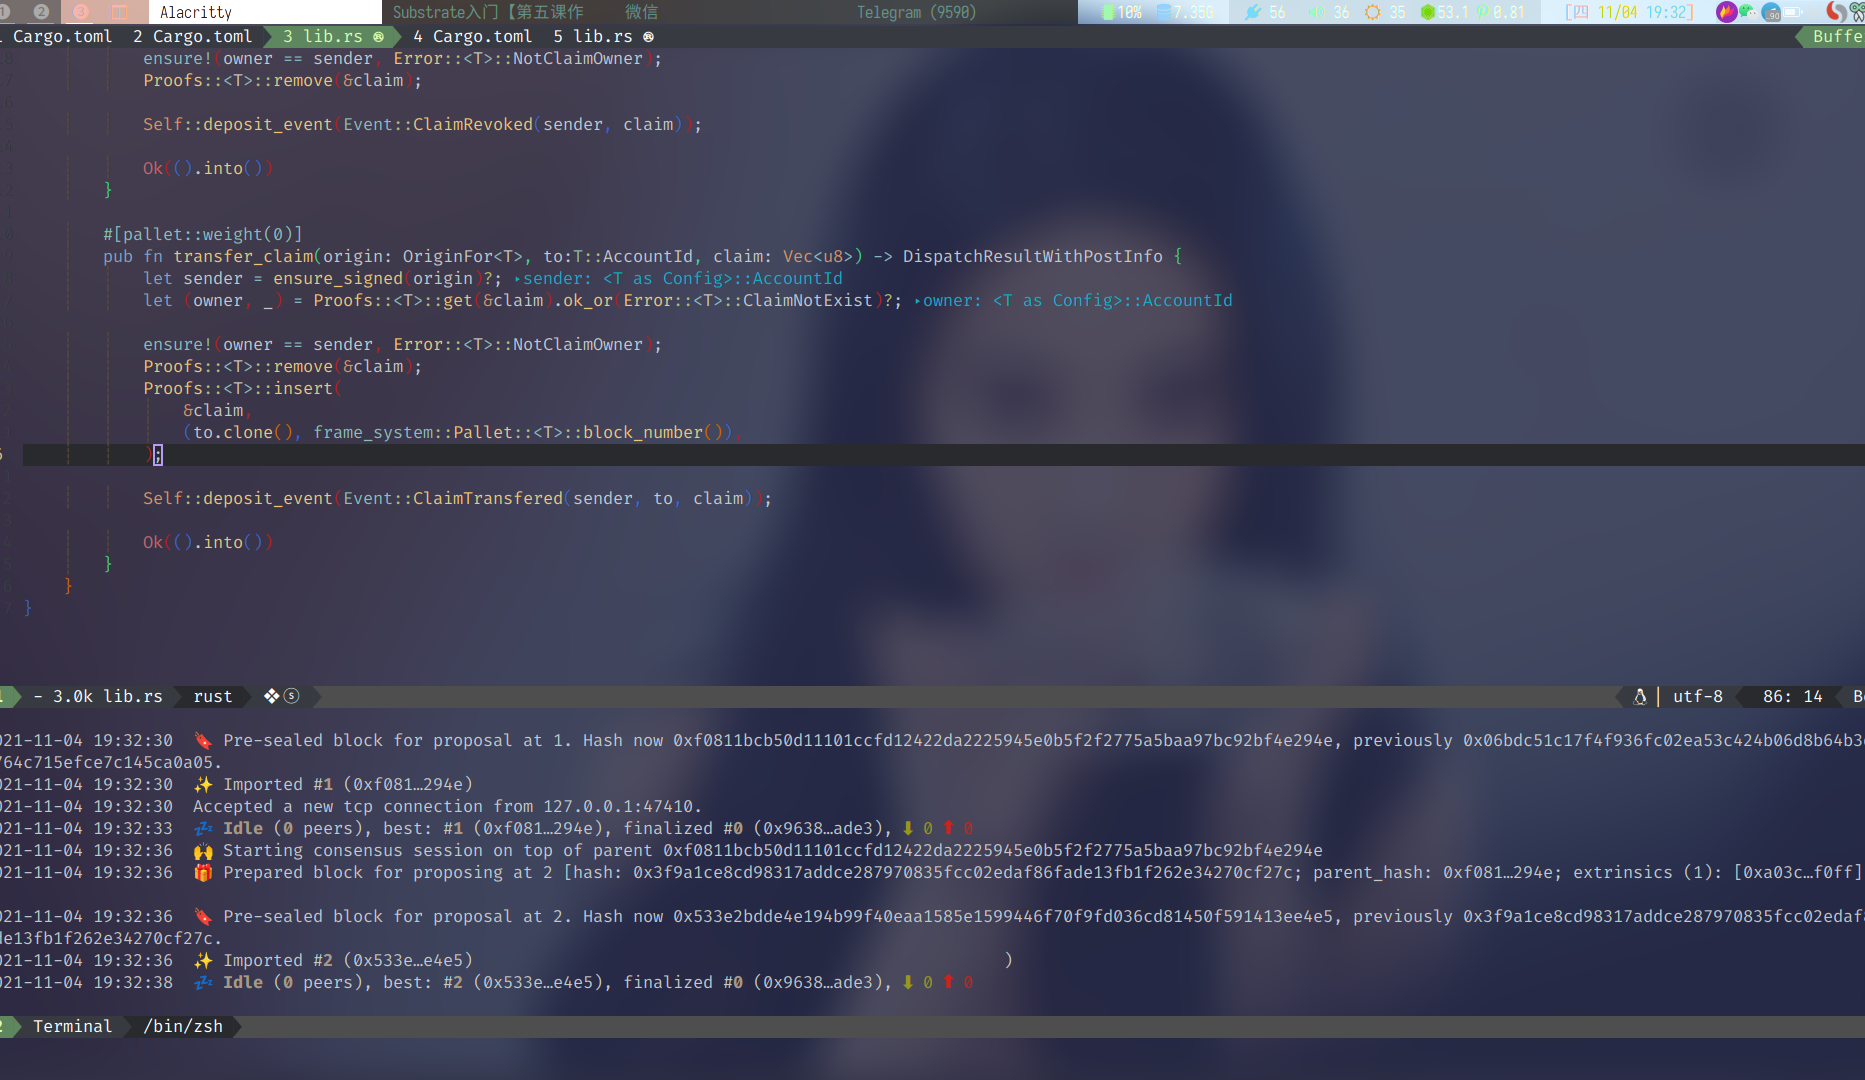 1 2 3 Alacritty Substrate入门【第五课作 微信 Telegram (9590) 10% 7.35G 56 36 35 53.1 0.81 [四 11/04 19:32]
Cargo.toml 2 Cargo.toml 3 lib.rs 4 Cargo.toml 5 lib.rs Buffe
ensure!(owner == sender, Error::<T>::NotClaimOwner);
Proofs::<T>::remove(&claim);
Self::deposit_event(Event::ClaimRevoked(sender, claim));
Ok(().into())
}
#[pallet::weight(0)]
pub fn transfer_claim(origin: OriginFor<T>, to:T::AccountId, claim: Vec<u8>) -> DispatchResultWithPostInfo {
let sender = ensure_signed(origin)?; ‣sender: <T as Config>::AccountId
let (owner, _) = Proofs::<T>::get(&claim).ok_or(Error::<T>::ClaimNotExist)?; ‣owner: <T as Config>::AccountId
ensure!(owner == sender, Error::<T>::NotClaimOwner);
Proofs::<T>::remove(&claim);
Proofs::<T>::insert(
&claim,
(to.clone(), frame_system::Pallet::<T>::block_number()),
);
Self::deposit_event(Event::ClaimTransfered(sender, to, claim));
Ok(().into())
}
}
}
- 3.0k lib.rs rust ❖ⓢ utf-8 86: 14 B
021-11-04 19:32:30 🔖 Pre-sealed block for proposal at 1. Hash now 0xf0811bcb50d11101ccfd12422da2225945e0b5f2f2775a5baa97bc92bf4e294e, previously 0x06bdc51c17f4f936fc02ea53c424b06d8b64b3
764c715efce7c145ca0a05.
021-11-04 19:32:30 ✨ Imported #1 (0xf081…294e)
021-11-04 19:32:30 Accepted a new tcp connection from 127.0.0.1:47410.
021-11-04 19:32:33 💤 Idle (0 peers), best: #1 (0xf081…294e), finalized #0 (0x9638…ade3), ⬇ 0 ⬆ 0
021-11-04 19:32:36 🙌 Starting consensus session on top of parent 0xf0811bcb50d11101ccfd12422da2225945e0b5f2f2775a5baa97bc92bf4e294e
021-11-04 19:32:36 🎁 Prepared block for proposing at 2 [hash: 0x3f9a1ce8cd98317addce287970835fcc02edaf86fade13fb1f262e34270cf27c; parent_hash: 0xf081…294e; extrinsics (1): [0xa03c…f0ff]
021-11-04 19:32:36 🔖 Pre-sealed block for proposal at 2. Hash now 0x533e2bdde4e194b99f40eaa1585e1599446f70f9fd036cd81450f591413ee4e5, previously 0x3f9a1ce8cd98317addce287970835fcc02edaf
de13fb1f262e34270cf27c.
021-11-04 19:32:36 ✨ Imported #2 (0x533e…e4e5) )
021-11-04 19:32:38 💤 Idle (0 peers), best: #2 (0x533e…e4e5), finalized #0 (0x9638…ade3), ⬇ 0 ⬆ 0
2 Terminal /bin/zsh